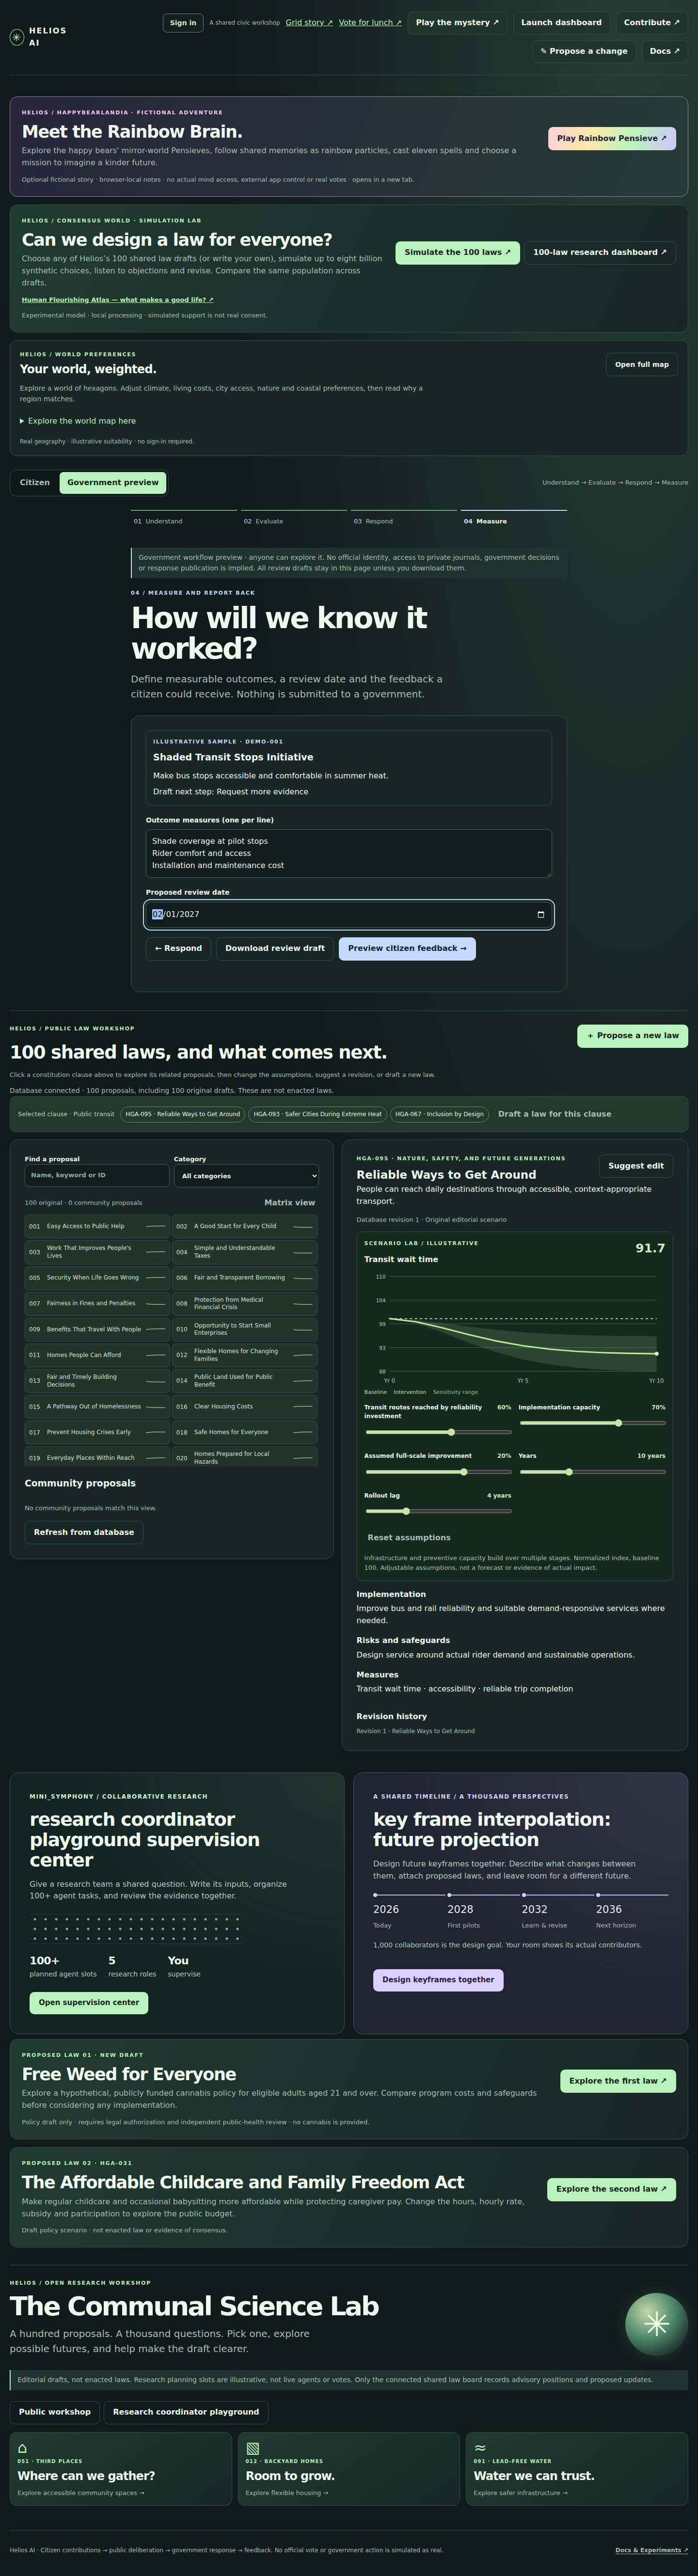 HELIOS
AI
Sign in
A shared civic workshop
Grid story ↗
Vote for lunch ↗
Play the mystery ↗
Launch dashboard
Contribute ↗
✎ Propose a change
Docs ↗
HELIOS / HAPPYBEARLANDIA · FICTIONAL ADVENTURE
Meet the Rainbow Brain.
Explore the happy bears' mirror-world Pensieves, follow shared memories as rainbow particles, cast eleven spells and choose a
mission to imagine a kinder future.
Optional fictional story · browser-local notes · no actual mind access, external app control or real votes · opens in a new tab.
Play Rainbow Pensieve ↗
HELIOS / CONSENSUS WORLD · SIMULATION LAB
Can we design a law for everyone?
Choose any of Helios's 100 shared law drafts (or write your own), simulate up to eight billion
synthetic choices, listen to objections and revise. Compare the same population across
drafts.
Human Flourishing Atlas — what makes a good life? ↗
Experimental model · local processing · simulated support is not real consent.
Simulate the 100 laws ↗
100-law research dashboard ↗
HELIOS / WORLD PREFERENCES
Your world, weighted.
Explore a world of hexagons. Adjust climate, living costs, city access, nature and coastal preferences, then read why a
region matches.
▶ Explore the world map here
Real geography · illustrative suitability · no sign-in required.
Open full map
Citizen
Government preview
Understand → Evaluate → Respond → Measure
01 Understand
02 Evaluate
03 Respond
04 Measure
Government workflow preview · anyone can explore it. No official identity, access to private journals, government decisions
or response publication is implied. All review drafts stay in this page unless you download them.
04 / MEASURE AND REPORT BACK
How will we know it
worked?
Define measurable outcomes, a review date and the feedback a
citizen could receive. Nothing is submitted to a government.
ILLUSTRATIVE SAMPLE · DEMO-001
Shaded Transit Stops Initiative
Make bus stops accessible and comfortable in summer heat.
Draft next step: Request more evidence
Outcome measures (one per line)
Shade coverage at pilot stops
Rider comfort and access
Installation and maintenance cost
Proposed review date
02/01/2027
← Respond
Download review draft
Preview citizen feedback →
HELIOS / PUBLIC LAW WORKSHOP
100 shared laws, and what comes next.
Click a constitution clause above to explore its related proposals, then change the assumptions, suggest a revision, or draft a new law.
＋ Propose a new law
Database connected · 100 proposals, including 100 original drafts. These are not enacted laws.
Selected clause · Public transit
HGA-095 · Reliable Ways to Get Around
HGA-093 · Safer Cities During Extreme Heat
HGA-067 · Inclusion by Design
Draft a law for this clause
Find a proposal
Category
Name, keyword or ID
All categories
100 original · 0 community proposals
Matrix view
001 Easy Access to Public Help
002 A Good Start for Every Child
003 Work That Improves People's
Lives
004 Simple and Understandable
Taxes
005 Security When Life Goes Wrong
006 Fair and Transparent Borrowing
007 Fairness in Fines and Penalties
008 Protection from Medical
Financial Crisis
009 Benefits That Travel With People
010 Opportunity to Start Small
Enterprises
011 Homes People Can Afford
012 Flexible Homes for Changing
Families
013 Fair and Timely Building
Decisions
014 Public Land Used for Public
Benefit
015 A Pathway Out of Homelessness
016 Clear Housing Costs
017 Prevent Housing Crises Early
018 Safe Homes for Everyone
019 Everyday Places Within Reach
020 Homes Prepared for Local
Hazards
Community proposals
No community proposals match this view.
Refresh from database
HGA-095 · NATURE, SAFETY, AND FUTURE GENERATIONS
Reliable Ways to Get Around
Suggest edit
People can reach daily destinations through accessible, context-appropriate
transport.
Database revision 1 · Original editorial scenario
SCENARIO LAB / ILLUSTRATIVE
91.7
Transit wait time
110
104
99
93
88
Yr 0
Yr 5
Yr 10
Baseline
Intervention
Sensitivity range
Transit routes reached by reliability
investment
60%
Implementation capacity
70%
Assumed full-scale improvement
20%
Years
10 years
Rollout lag
4 years
Reset assumptions
Infrastructure and preventive capacity build over multiple stages. Normalized index, baseline
100. Adjustable assumptions, not a forecast or evidence of actual impact.
Implementation
Improve bus and rail reliability and suitable demand-responsive services where
needed.
Risks and safeguards
Design service around actual rider demand and sustainable operations.
Measures
Transit wait time · accessibility · reliable trip completion
Revision history
Revision 1 · Reliable Ways to Get Around
MINI_SYMPHONY / COLLABORATIVE RESEARCH
research coordinator
playground supervision
center
Give a research team a shared question. Write its inputs, organize
100+ agent tasks, and review the evidence together.
100+
planned agent slots
5
research roles
You
supervise
Open supervision center
A SHARED TIMELINE / A THOUSAND PERSPECTIVES
key frame interpolation:
future projection
Design future keyframes together. Describe what changes between
them, attach proposed laws, and leave room for a different future.
2026
Today
2028
First pilots
2032
Learn & revise
2036
Next horizon
1,000 collaborators is the design goal. Your room shows its actual contributors.
Design keyframes together
PROPOSED LAW 01 · NEW DRAFT
Free Weed for Everyone
Explore a hypothetical, publicly funded cannabis policy for eligible adults aged 21 and over. Compare program costs and safeguards
before considering any implementation.
Policy draft only · requires legal authorization and independent public-health review · no cannabis is provided.
Explore the first law ↗
PROPOSED LAW 02 · HGA-031
The Affordable Childcare and Family Freedom Act
Make regular childcare and occasional babysitting more affordable while protecting caregiver pay. Change the hours, hourly rate,
subsidy and participation to explore the public budget.
Draft policy scenario · not enacted law or evidence of consensus.
Explore the second law ↗
HELIOS / OPEN RESEARCH WORKSHOP
The Communal Science Lab
A hundred proposals. A thousand questions. Pick one, explore
possible futures, and help make the draft clearer.
Editorial drafts, not enacted laws. Research planning slots are illustrative, not live agents or votes. Only the connected shared law board records advisory positions and proposed updates.
Public workshop
Research coordinator playground
051 · THIRD PLACES
Where can we gather?
Explore accessible community spaces →
012 · BACKYARD HOMES
Room to grow.
Explore flexible housing →
091 · LEAD-FREE WATER
Water we can trust.
Explore safer infrastructure →
Helios AI · Citizen contributions → public deliberation → government response → feedback. No official vote or government action is simulated as real.
Docs & Experiments ↗